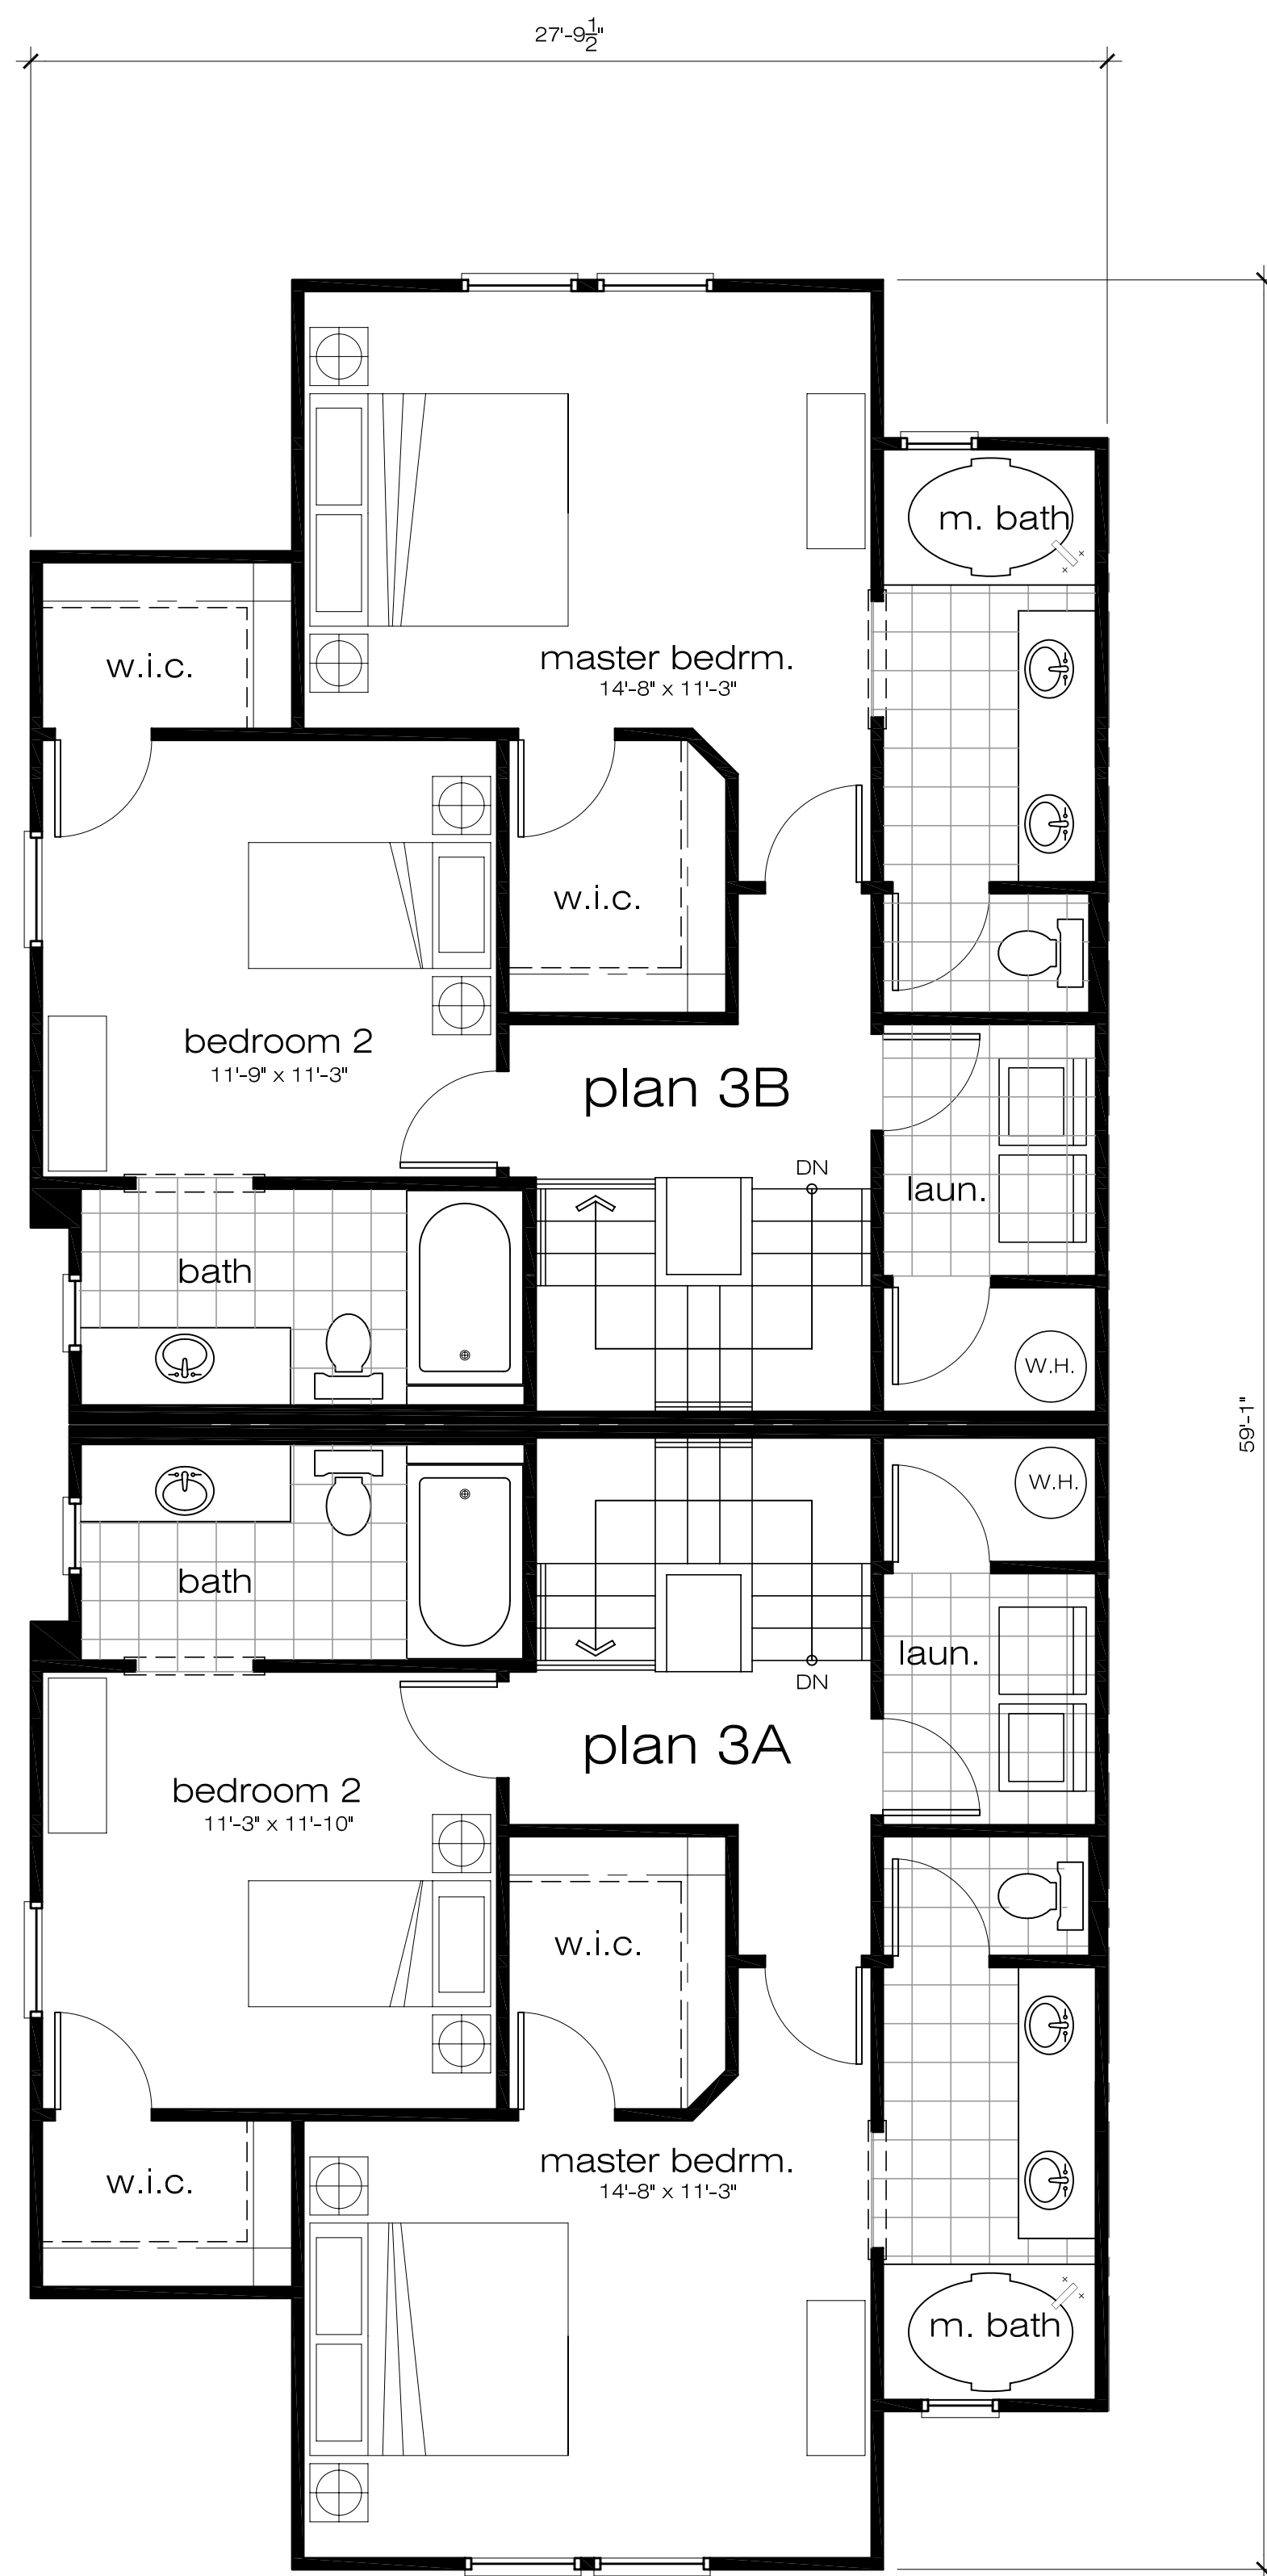 27'-9 1/2"
m. bath
w.i.c.
master bedrm.
14'-8" x 11'-3"
w.i.c.
bedroom 2
11'-9" x 11'-3"
plan 3B
DN
laun.
bath
W.H.
59'-1"
W.H.
bath
laun.
DN
plan 3A
bedroom 2
11'-3" x 11'-10"
w.i.c.
master bedrm.
14'-8" x 11'-3"
w.i.c.
m. bath